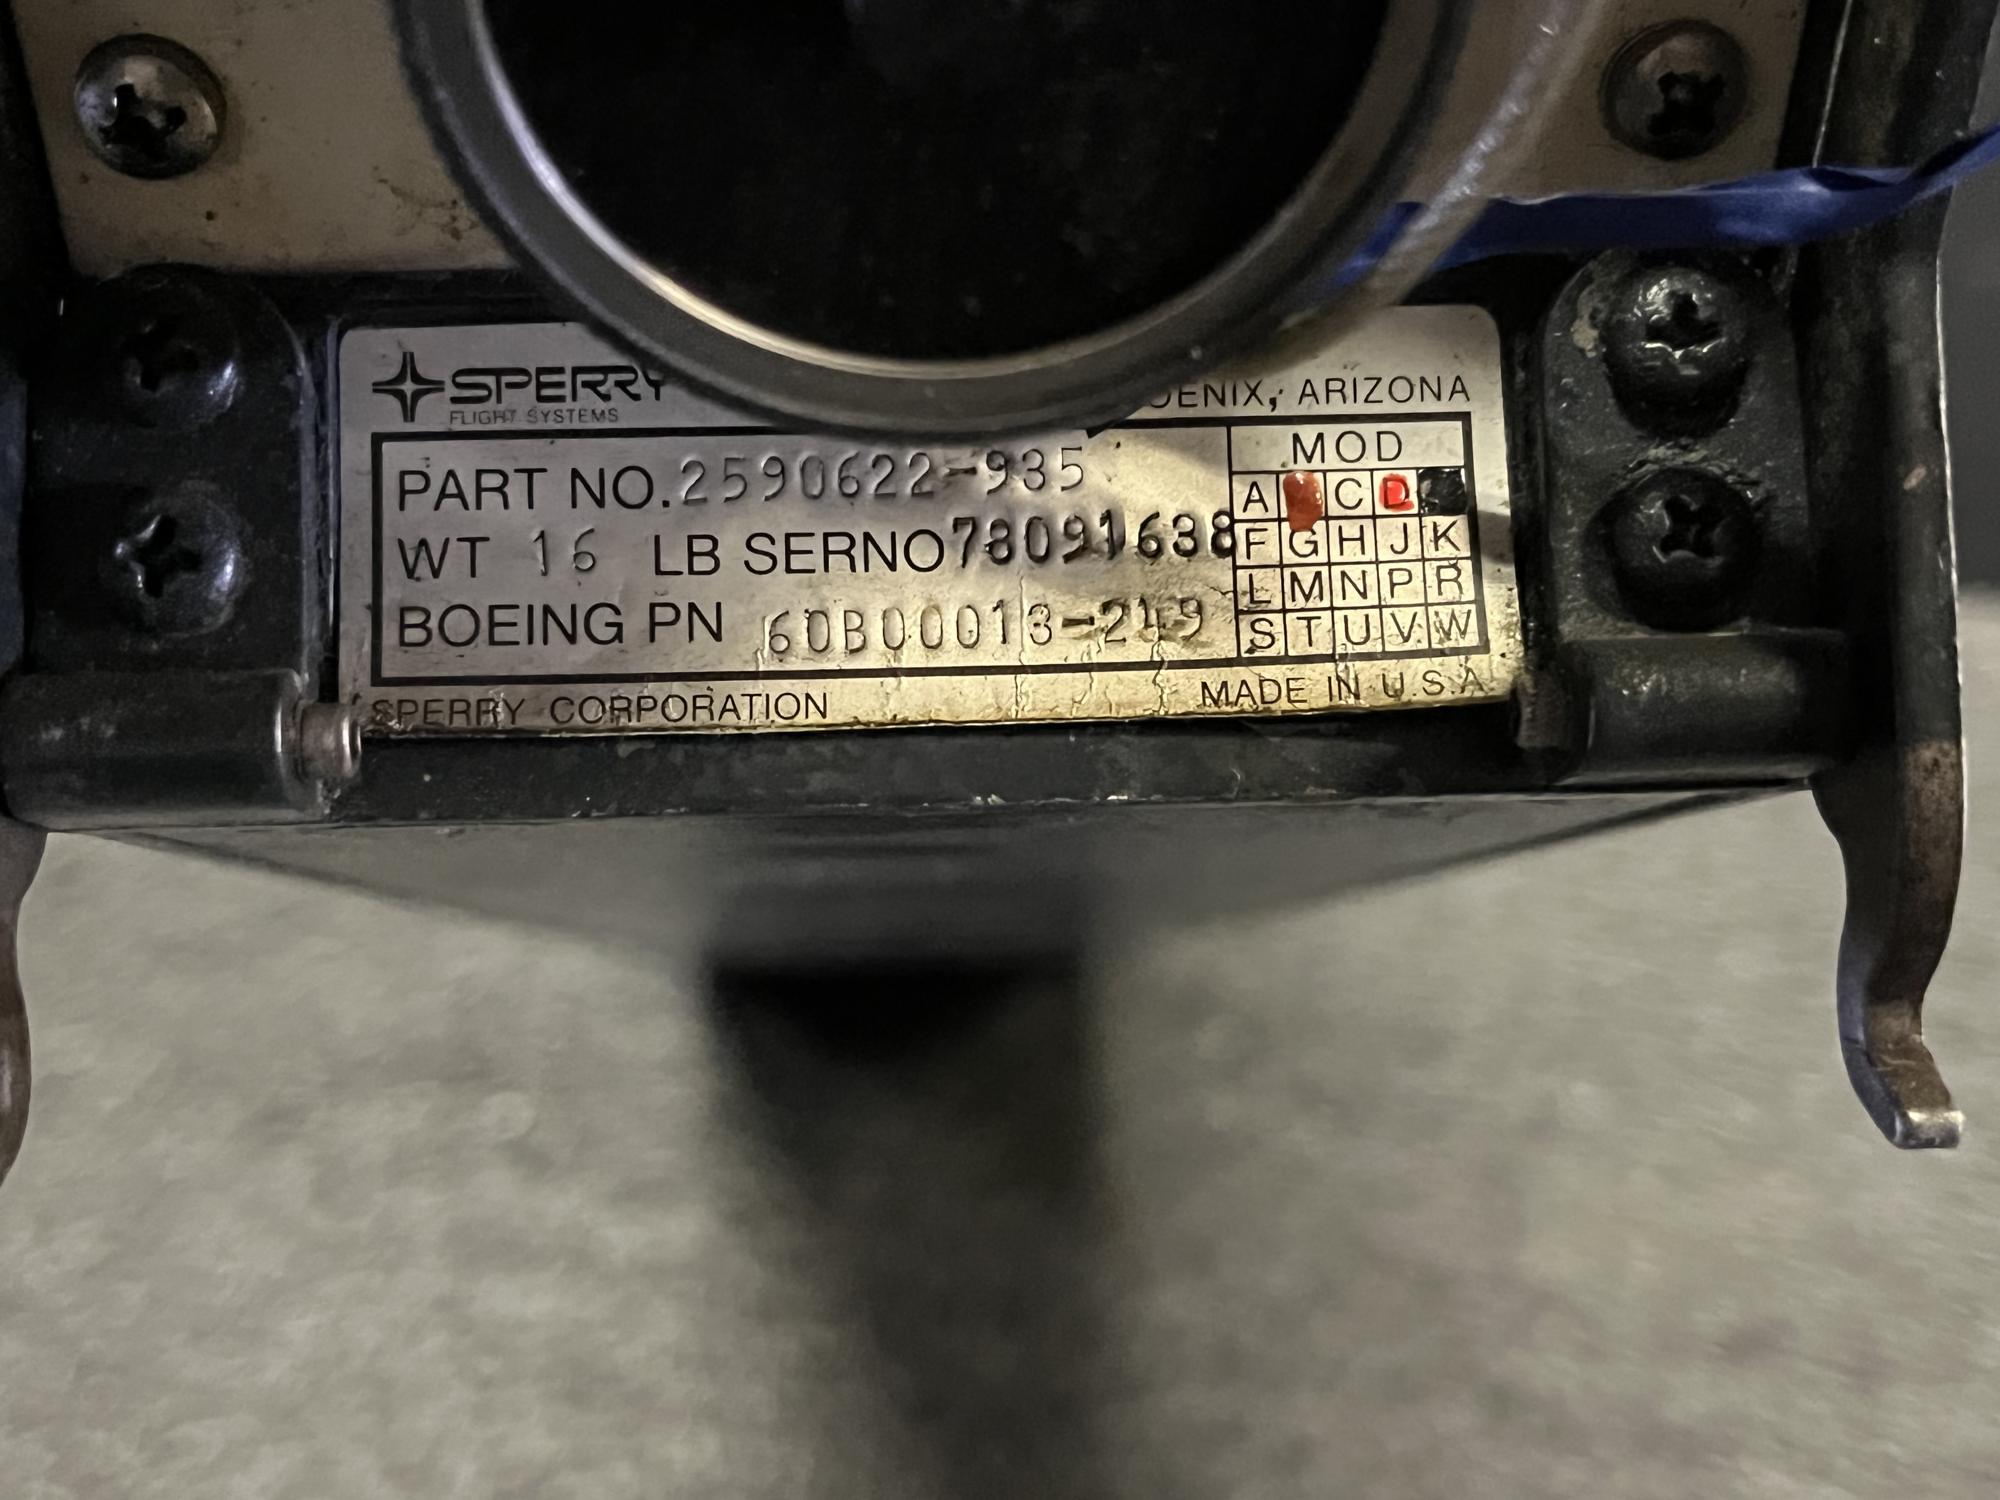 SPERRY
FLIGHT SYSTEMS
OENIX, ARIZONA
PART NO. 2590622-935
WT 16 LB SERNO 78091638
BOEING PN 60B00013-249
MOD
A C D
F G H J K
L M N P R
S T U V W
SPERRY CORPORATION
MADE IN U.S.A